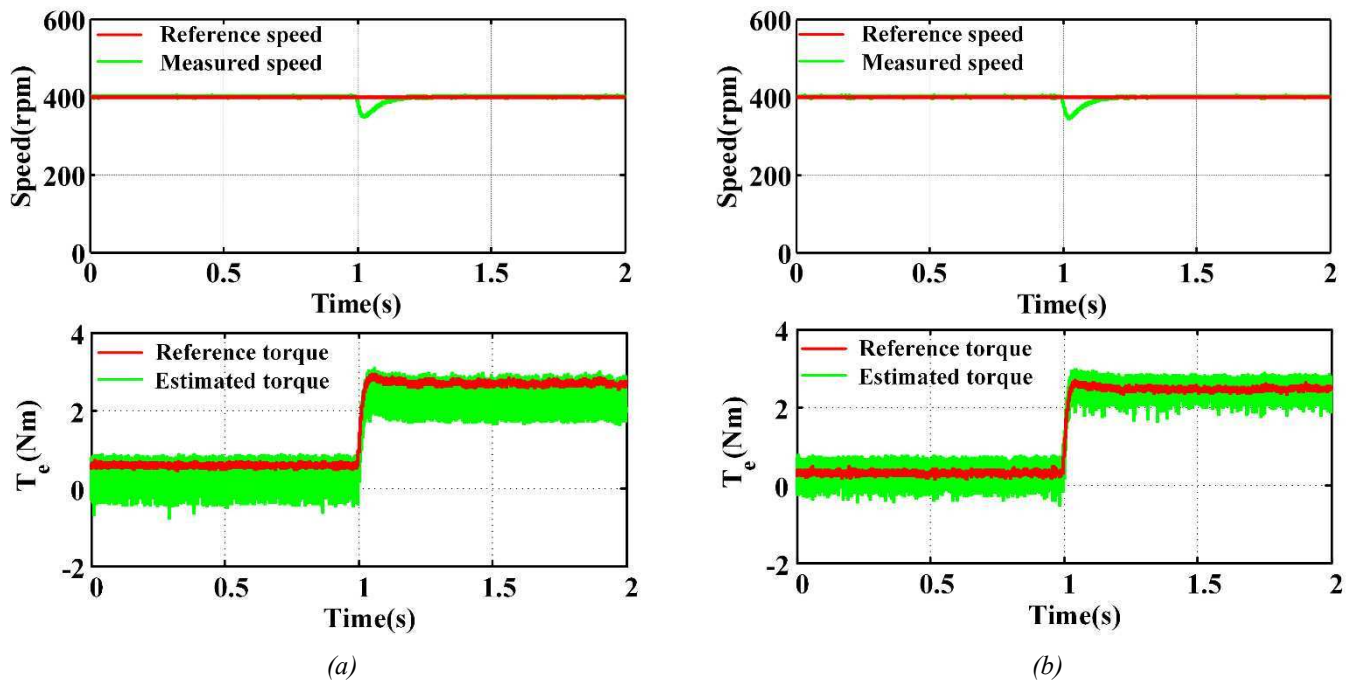 600
Reference speed
Measured speed
400
200
0
Speed(rpm)
0 0.5 1 1.5 2
Time(s)
4
Reference torque
Estimated torque
2
0
-2
T_e(Nm)
0 0.5 1 1.5 2
Time(s)
(a)
600
Reference speed
Measured speed
400
200
0
Speed(rpm)
0 0.5 1 1.5 2
Time(s)
4
Reference torque
Estimated torque
2
0
-2
T_e(Nm)
0 0.5 1 1.5 2
Time(s)
(b)